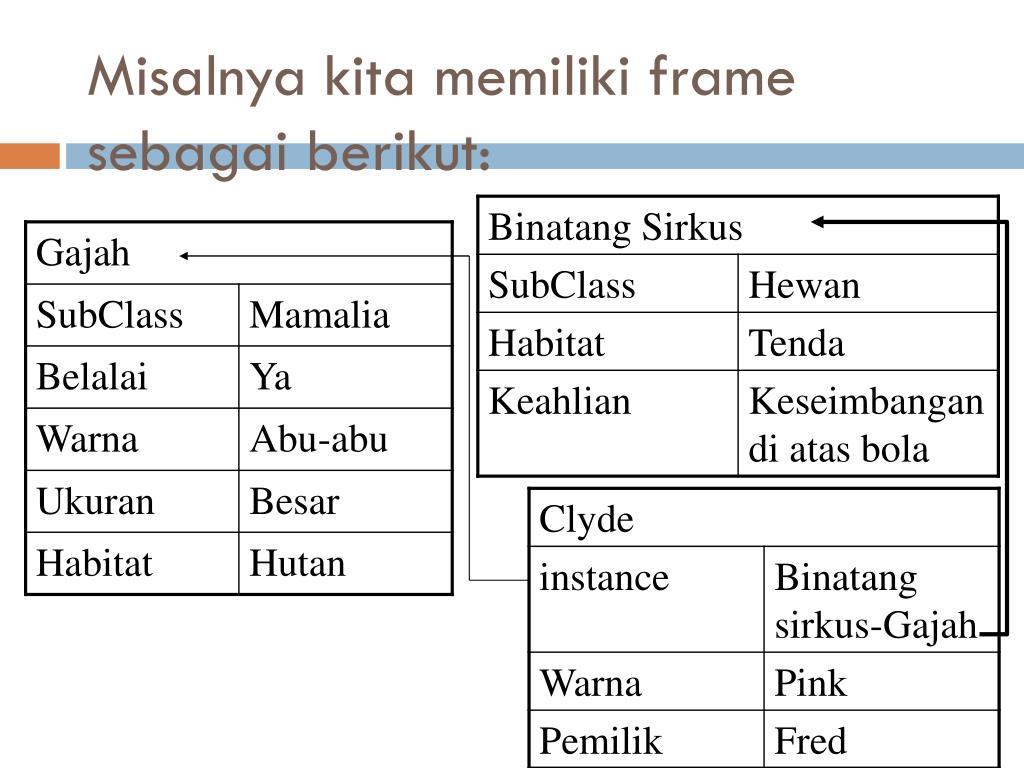 Misalnya kita memiliki frame
sebagai berikut:
Gajah
SubClass Mamalia
Belalai Ya
Warna Abu-abu
Ukuran Besar
Habitat Hutan
Binatang Sirkus
SubClass Hewan
Habitat Tenda
Keahlian Keseimbangan
di atas bola
Clyde
instance Binatang
sirkus-Gajah
Warna Pink
Pemilik Fred